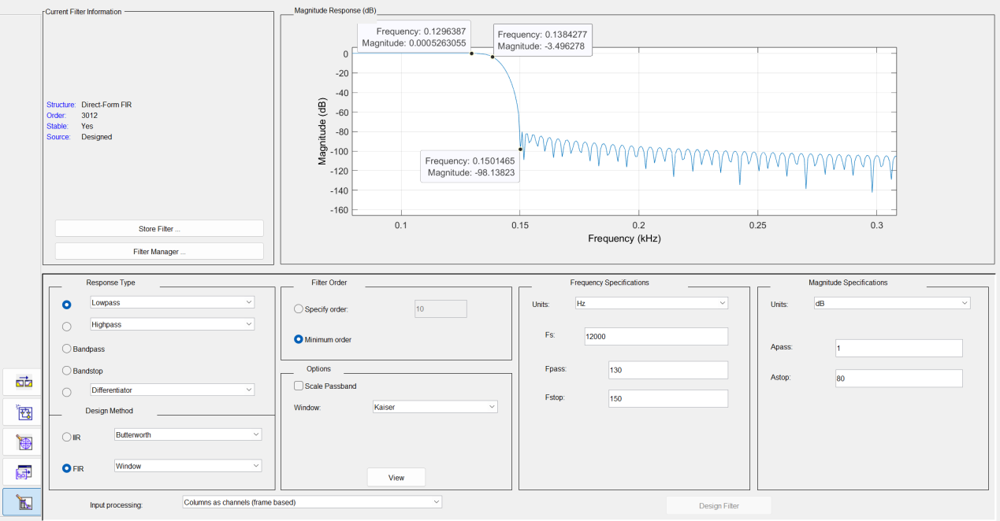 Current Filter Information
Structure: Direct-Form FIR
Order: 3012
Stable: Yes
Source: Designed
Store Filter ...
Filter Manager ...
Magnitude Response (dB)
Frequency: 0.1296387
Magnitude: 0.0005263055
Frequency: 0.1384277
Magnitude: -3.496278
Frequency: 0.1501465
Magnitude: -98.13823
Magnitude (dB)
0
-20
-40
-60
-80
-100
-120
-140
-160
0.1 0.15 0.2 0.25 0.3
Frequency (kHz)
Response Type
Lowpass
Highpass
Bandpass
Bandstop
Differentiator
Design Method
IIR Butterworth
FIR Window
Filter Order
Specify order: 10
Minimum order
Options
Scale Passband
Window: Kaiser
View
Frequency Specifications
Units: Hz
Fs: 12000
Fpass: 130
Fstop: 150
Magnitude Specifications
Units: dB
Apass: 1
Astop: 80
Input processing: Columns as channels (frame based)
Design Filter